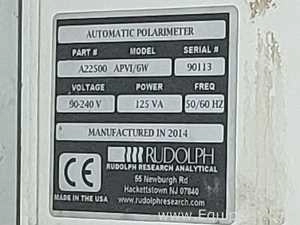 AUTOMATIC POLARIMETER
PART # MODEL SERIAL #
A22500 APVI/6W 90113
VOLTAGE POWER FREQ
90-240 V 125 VA 50/60 HZ
MANUFACTURED IN 2014
CE
MADE IN THE USA
RUDOLPH
RUDOLPH RESEARCH ANALYTICAL
55 Newburgh Rd
Hackettstown NJ 07840
www.rudolphresearch.com